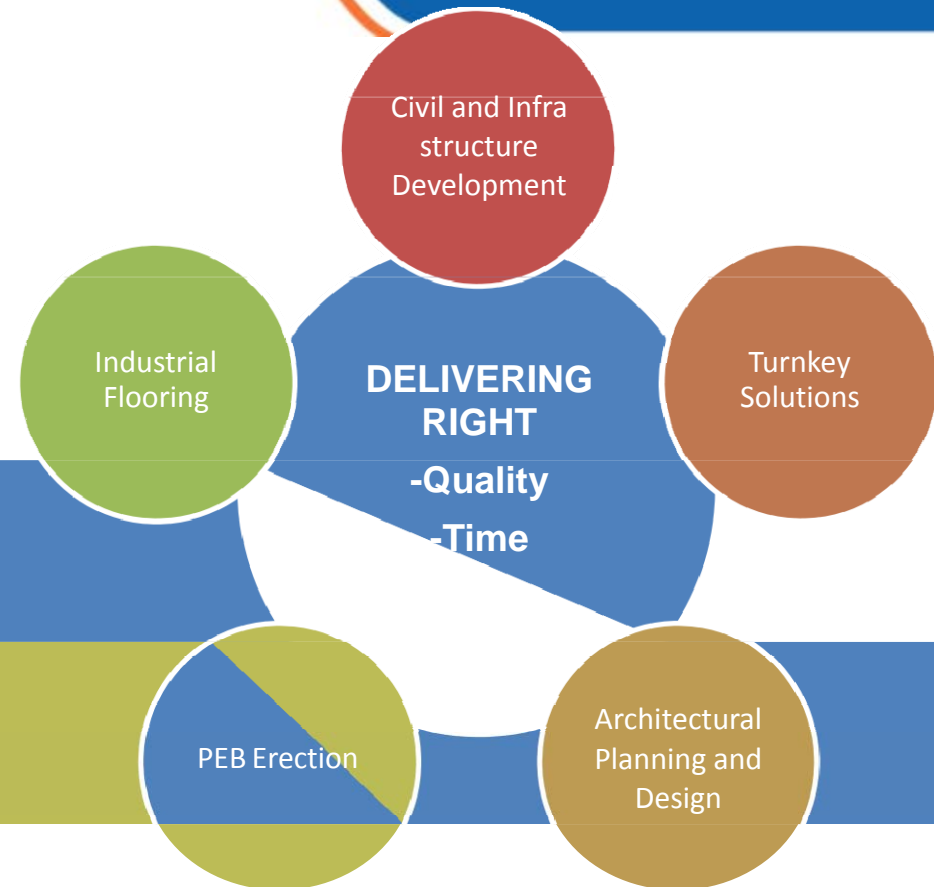 Civil and Infra
structure
Development
Industrial
Flooring
DELIVERING
RIGHT
-Quality
-Time
Turnkey
Solutions
PEB Erection
Architectural
Planning and
Design